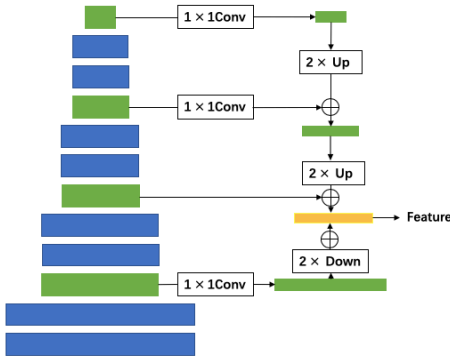 1 × 1Conv
2 × Up
1 × 1Conv
2 × Up
Feature
2 × Down
1 × 1Conv